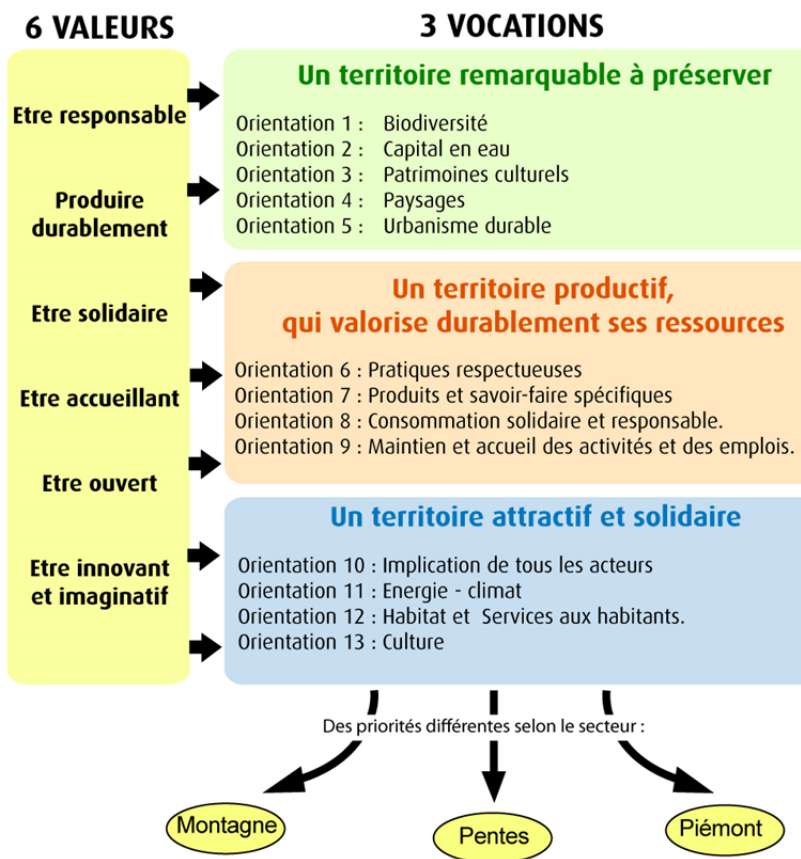 6 VALEURS
Etre responsable
Produire
durablement
Etre solidaire
Etre accueillant
Etre ouvert
Etre innovant
et imaginatif
3 VOCATIONS
Un territoire remarquable à préserver
Orientation 1 : Biodiversité
Orientation 2 : Capital en eau
Orientation 3 : Patrimoines culturels
Orientation 4 : Paysages
Orientation 5 : Urbanisme durable
Un territoire productif,
qui valorise durablement ses ressources
Orientation 6 : Pratiques respectueuses
Orientation 7 : Produits et savoir-faire spécifiques
Orientation 8 : Consommation solidaire et responsable.
Orientation 9 : Maintien et accueil des activités et des emplois.
Un territoire attractif et solidaire
Orientation 10 : Implication de tous les acteurs
Orientation 11 : Energie - climat
Orientation 12 : Habitat et Services aux habitants.
Orientation 13 : Culture
Des priorités différentes selon le secteur :
Montagne
Pentes
Piémont